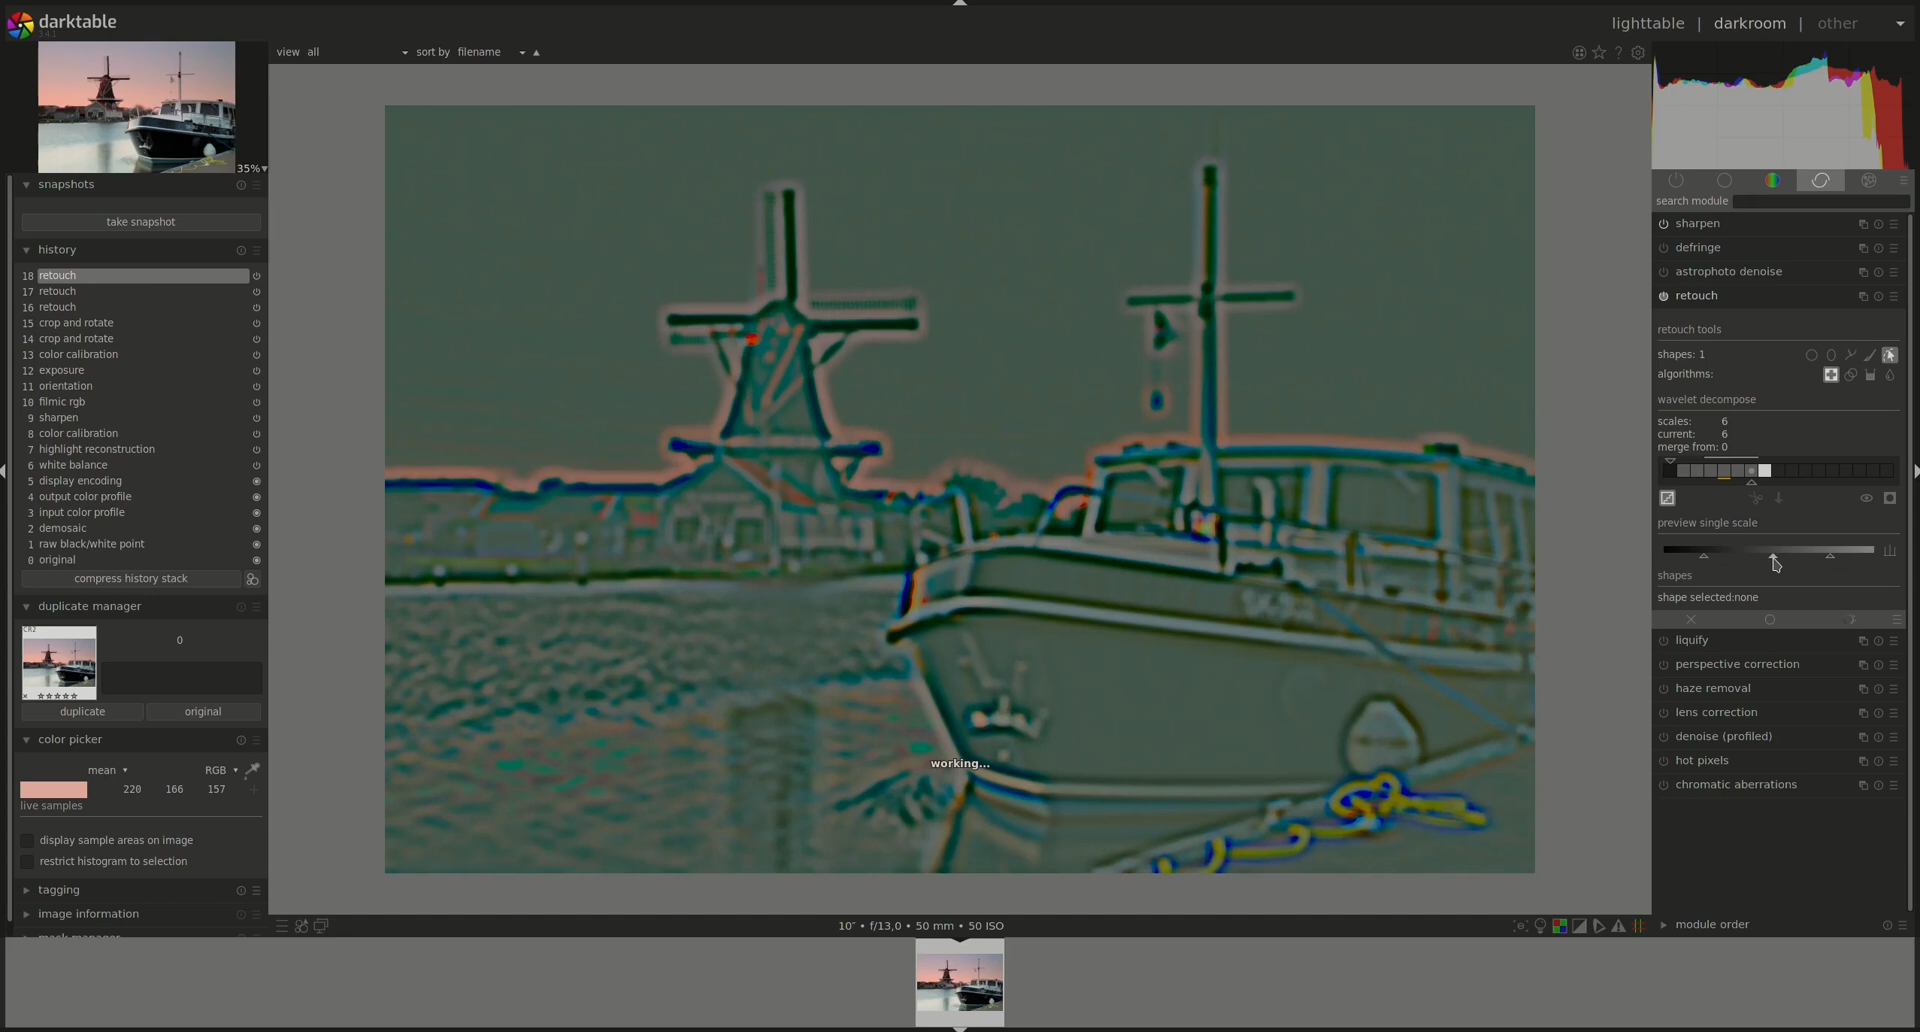 darktable
3.4.1
lighttable | darkroom | other
view all sort by filename
35%
snapshots
take snapshot
history
18 retouch
17 retouch
16 retouch
15 crop and rotate
14 crop and rotate
13 color calibration
12 exposure
11 orientation
10 filmic rgb
9 sharpen
8 color calibration
7 highlight reconstruction
6 white balance
5 display encoding
4 output color profile
3 input color profile
2 demosaic
1 raw black/white point
0 original
compress history stack
duplicate manager
CR2
0
duplicate original
color picker
mean RGB
220 166 157
live samples
display sample areas on image
restrict histogram to selection
tagging
image information
working...
10" • f/13,0 • 50 mm • 50 ISO
search module
sharpen
defringe
astrophoto denoise
retouch
retouch tools
shapes: 1
algorithms:
wavelet decompose
scales: 6
current: 6
merge from: 0
preview single scale
shapes
shape selected:none
liquify
perspective correction
haze removal
lens correction
denoise (profiled)
hot pixels
chromatic aberrations
module order